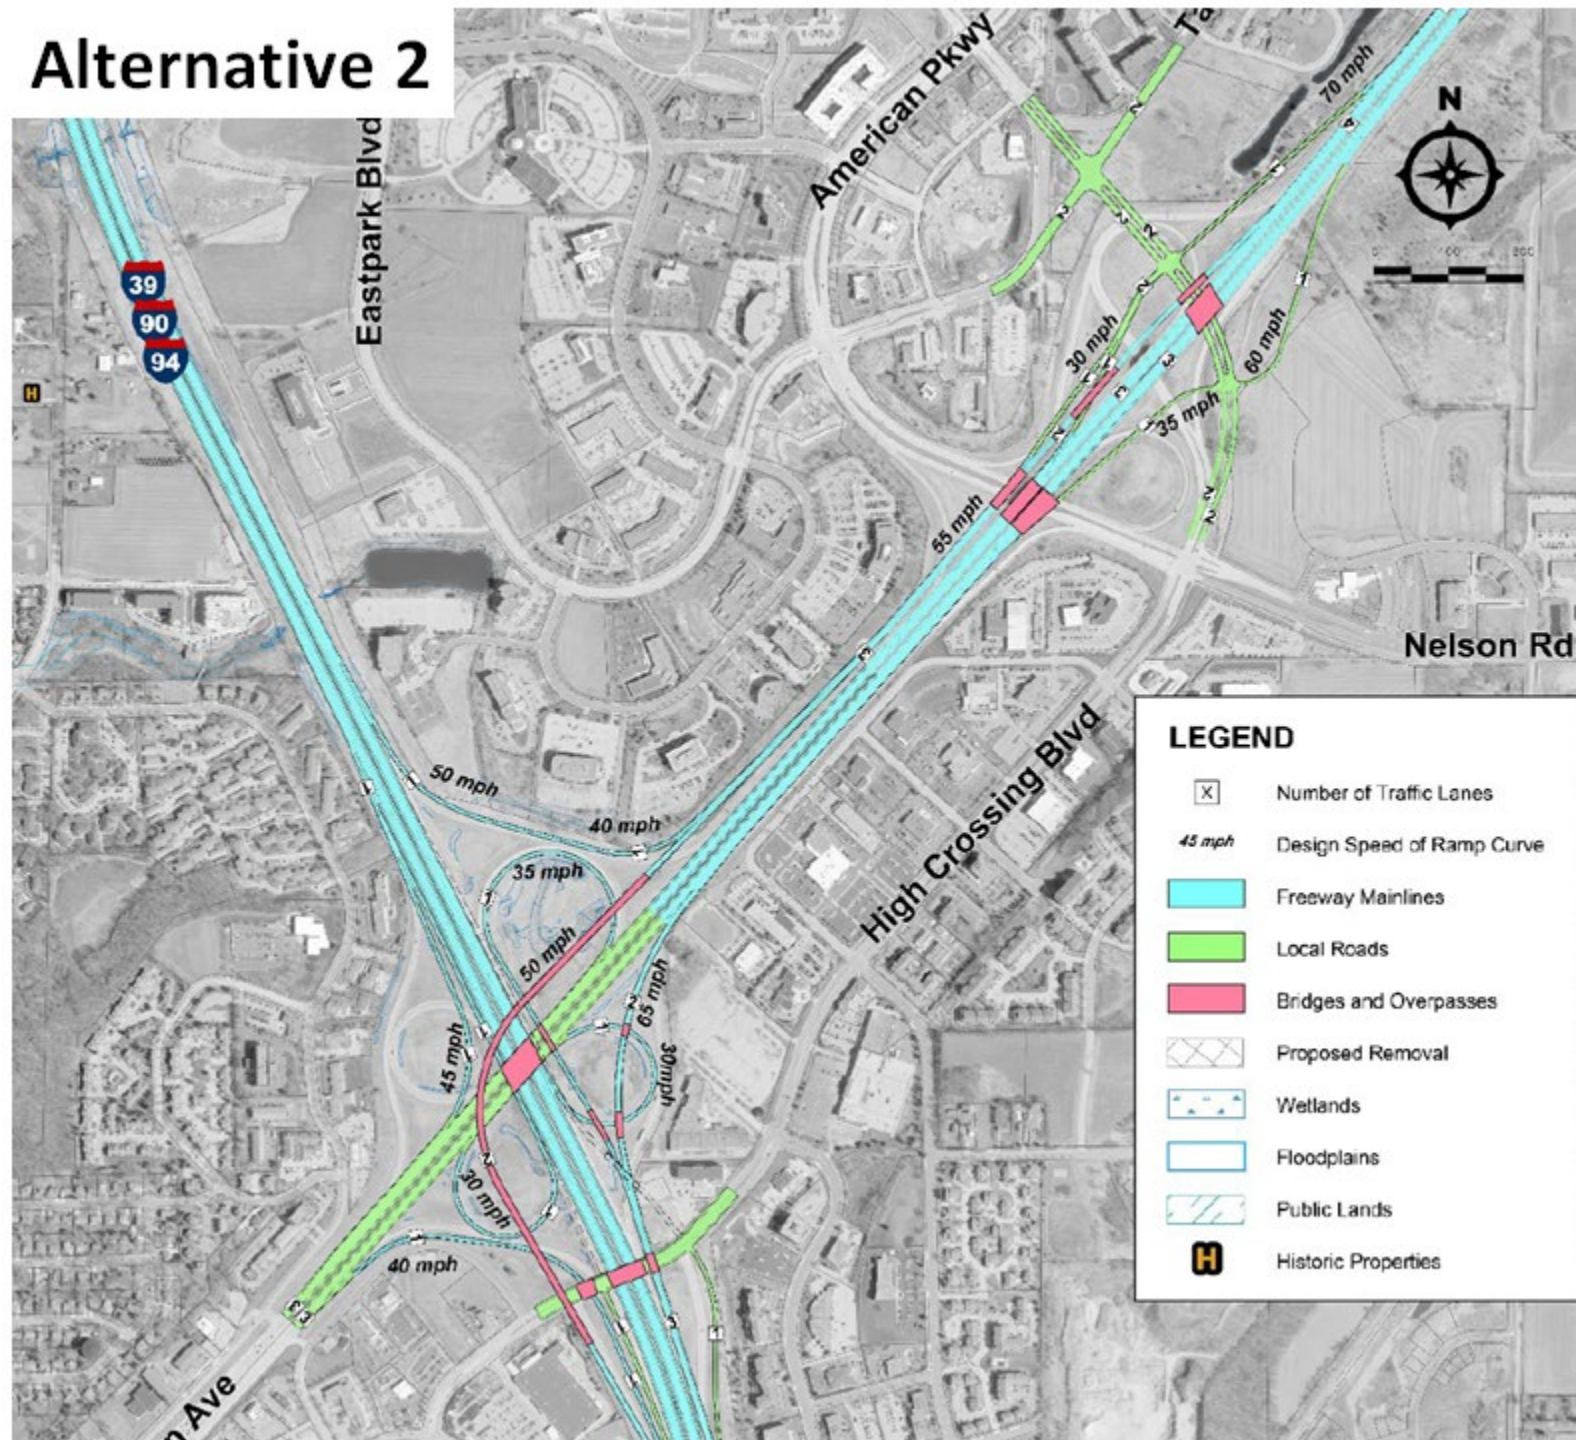 Alternative 2
American Pkwy
Ta
70 mph
N
Eastpark Blvd
39
90
94
H
30 mph
60 mph
35 mph
55 mph
Nelson Rd
50 mph
40 mph
35 mph
High Crossing Blvd
50 mph
65 mph
45 mph
30mph
30 mph
40 mph
n Ave
LEGEND
X Number of Traffic Lanes
45 mph Design Speed of Ramp Curve
Freeway Mainlines
Local Roads
Bridges and Overpasses
Proposed Removal
Wetlands
Floodplains
Public Lands
H Historic Properties